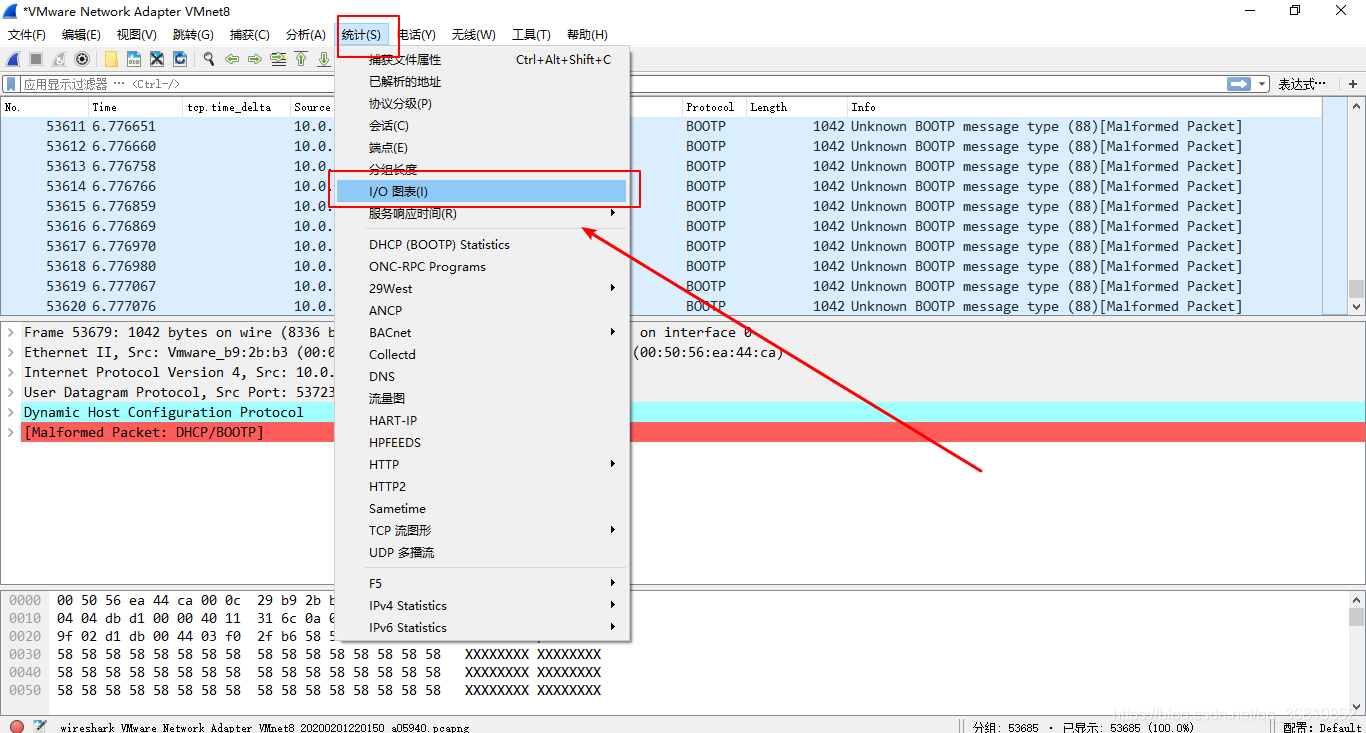 *VMware Network Adapter VMnet8
文件(F) 编辑(E) 视图(V) 跳转(G) 捕获(C) 分析(A) 统计(S) 电话(Y) 无线(W) 工具(T) 帮助(H)
应用显示过滤器 … <Ctrl-/> 表达式… +
No. Time tcp.time_delta Source Protocol Length Info
53611 6.776651 10.0. BOOTP 1042 Unknown BOOTP message type (88)[Malformed Packet]
53612 6.776660 10.0. BOOTP 1042 Unknown BOOTP message type (88)[Malformed Packet]
53613 6.776758 10.0. BOOTP 1042 Unknown BOOTP message type (88)[Malformed Packet]
53614 6.776766 10.0. BOOTP 1042 Unknown BOOTP message type (88)[Malformed Packet]
53615 6.776859 10.0. BOOTP 1042 Unknown BOOTP message type (88)[Malformed Packet]
53616 6.776869 10.0. BOOTP 1042 Unknown BOOTP message type (88)[Malformed Packet]
53617 6.776970 10.0. BOOTP 1042 Unknown BOOTP message type (88)[Malformed Packet]
53618 6.776980 10.0. BOOTP 1042 Unknown BOOTP message type (88)[Malformed Packet]
53619 6.777067 10.0. BOOTP 1042 Unknown BOOTP message type (88)[Malformed Packet]
53620 6.777076 10.0. BOOTP 1042 Unknown BOOTP message type (88)[Malformed Packet]
捕获文件属性 Ctrl+Alt+Shift+C
已解析的地址
协议分级(P)
会话(C)
端点(E)
分组长度
I/O 图表(I)
服务响应时间(R)
DHCP (BOOTP) Statistics
ONC-RPC Programs
29West
ANCP
BACnet
Collectd
DNS
流量图
HART-IP
HPFEEDS
HTTP
HTTP2
Sametime
TCP 流图形
UDP 多播流
F5
IPv4 Statistics
IPv6 Statistics
Frame 53679: 1042 bytes on wire (8336 b on interface 0
Ethernet II, Src: Vmware_b9:2b:b3 (00:0 (00:50:56:ea:44:ca)
Internet Protocol Version 4, Src: 10.0.
User Datagram Protocol, Src Port: 53723
Dynamic Host Configuration Protocol
[Malformed Packet: DHCP/BOOTP]
0000 00 50 56 ea 44 ca 00 0c 29 b9 2b b
0010 04 04 db d1 00 00 40 11 31 6c 0a 0
0020 9f 02 d1 db 00 44 03 f0 2f b6 58 5
0030 58 58 58 58 58 58 58 58 58 58 58 58 58 58 58 58 XXXXXXXX XXXXXXXX
0040 58 58 58 58 58 58 58 58 58 58 58 58 58 58 58 58 XXXXXXXX XXXXXXXX
0050 58 58 58 58 58 58 58 58 58 58 58 58 58 58 58 58 XXXXXXXX XXXXXXXX
wireshark_VMware Network Adapter VMnet8_20200201220150_a05940.pcapng 分组: 53685 · 已显示: 53685 (100.0%) 配置: Default